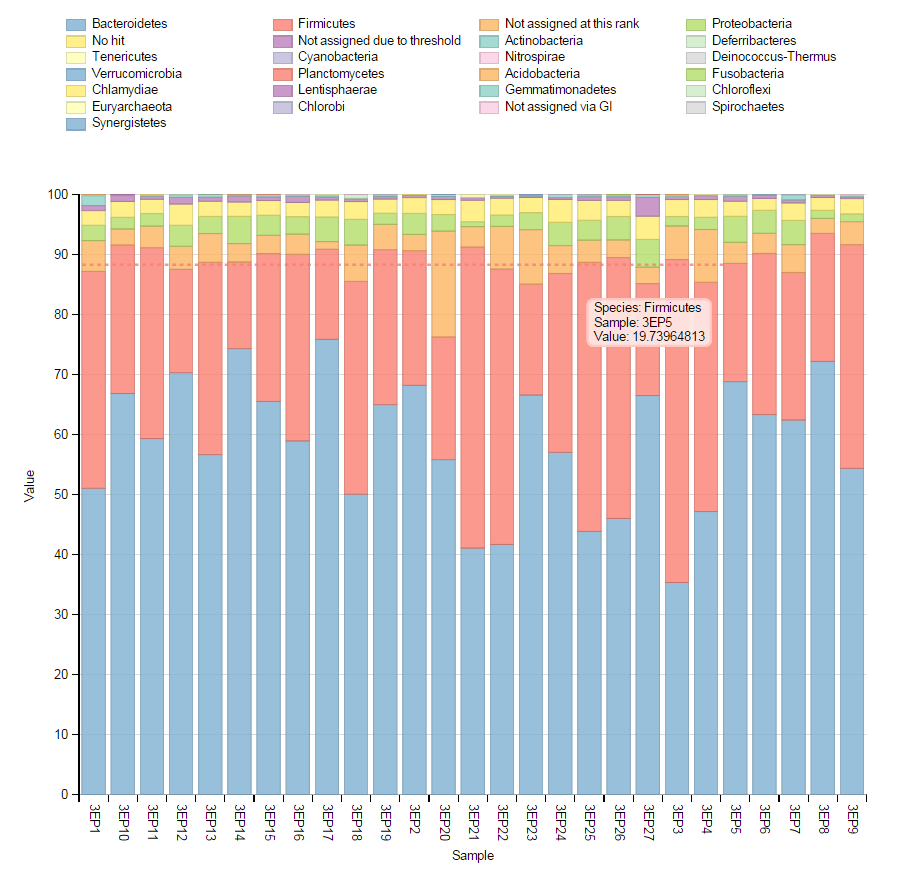 Bacteroidetes Firmicutes Not assigned at this rank Proteobacteria
No hit Not assigned due to threshold Actinobacteria Deferribacteres
Tenericutes Cyanobacteria Nitrospirae Deinococcus-Thermus
Verrucomicrobia Planctomycetes Acidobacteria Fusobacteria
Chlamydiae Lentisphaerae Gemmatimonadetes Chloroflexi
Euryarchaeota Chlorobi Not assigned via GI Spirochaetes
Synergistetes
100
90
80
70
60
50
40
30
20
10
0
Value
Species: Firmicutes
Sample: 3EP5
Value: 19.73964813
3EP1 3EP10 3EP11 3EP12 3EP13 3EP14 3EP15 3EP16 3EP17 3EP18 3EP19 3EP2 3EP20 3EP21 3EP22 3EP23 3EP24 3EP25 3EP26 3EP27 3EP3 3EP4 3EP5 3EP6 3EP7 3EP8 3EP9
Sample